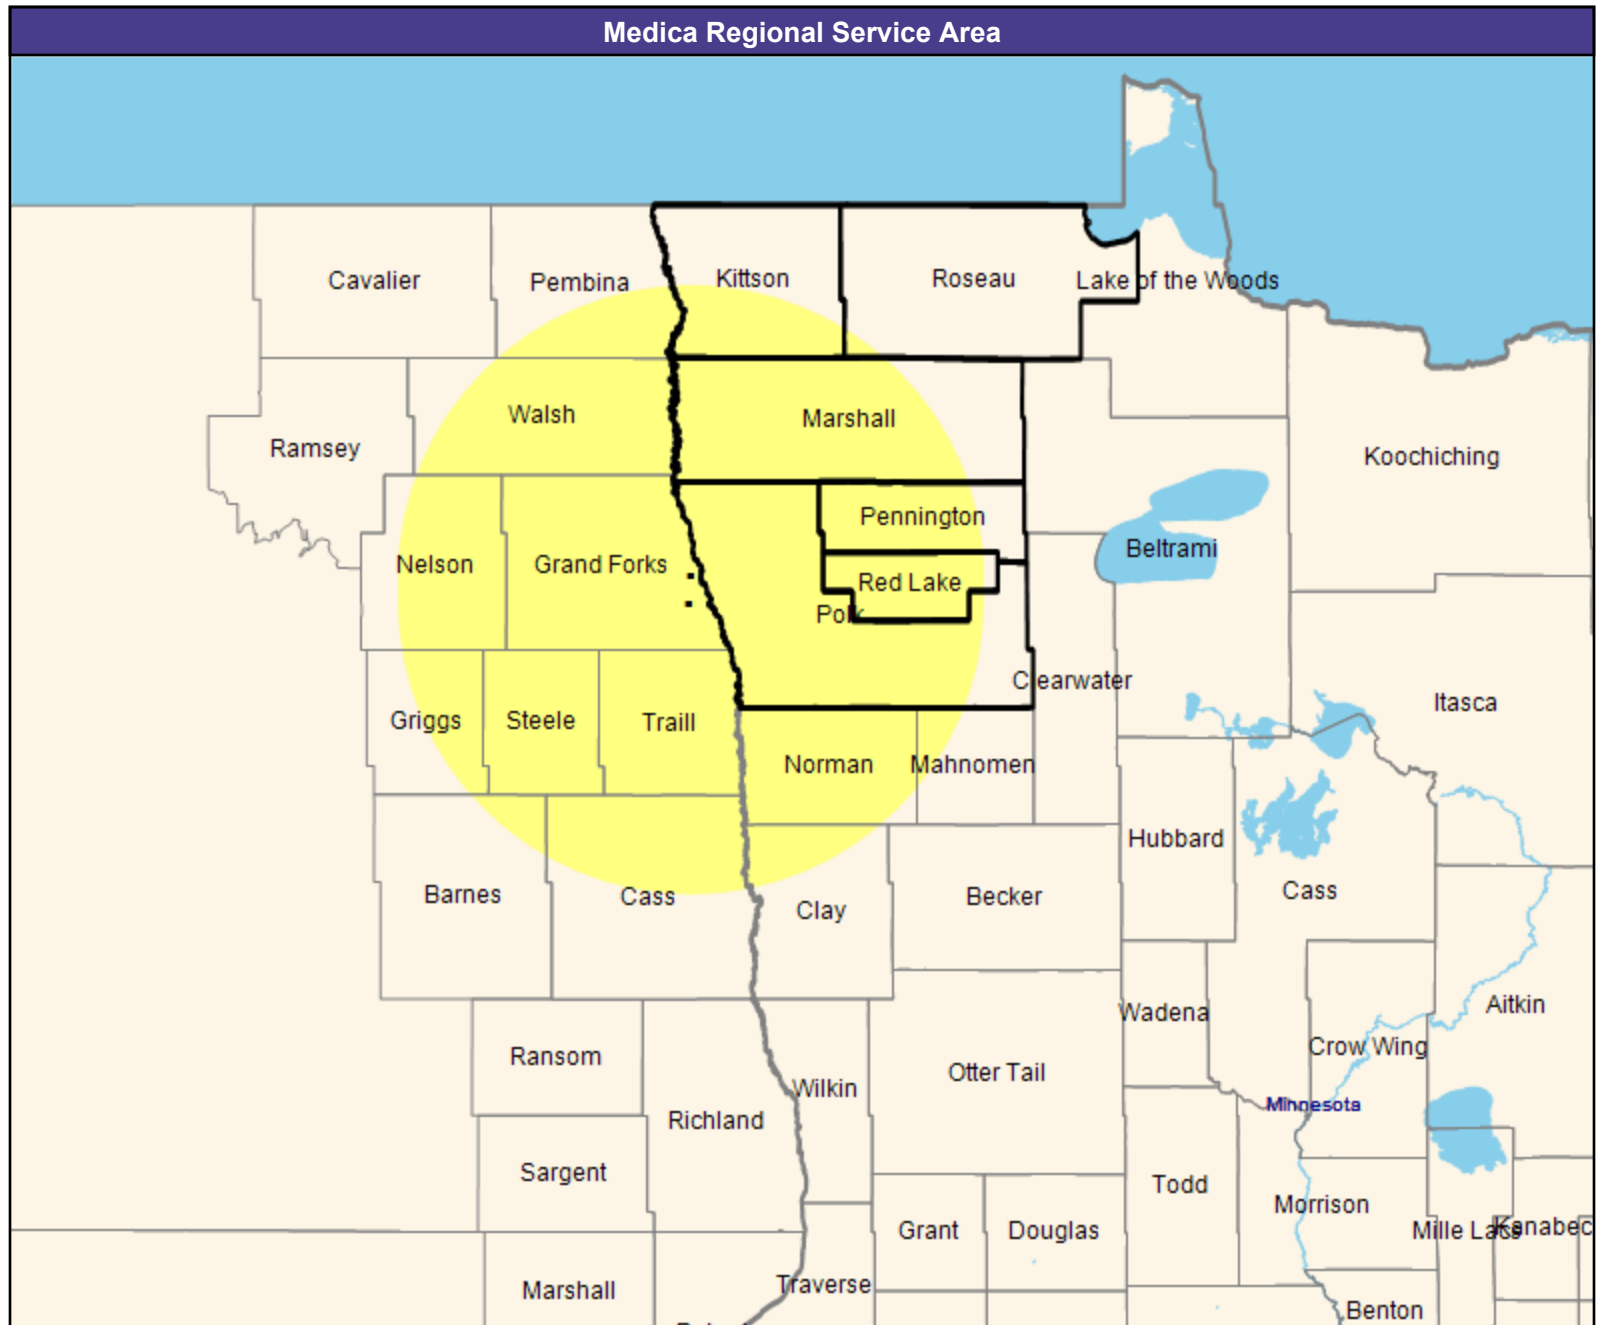 Medica Regional Service Area
Cavalier
Pembina
Kittson
Roseau
Lake of the Woods
Walsh
Marshall
Ramsey
Koochiching
Pennington
Nelson
Grand Forks
Beltrami
Red Lake
Polk
Clearwater
Itasca
Griggs
Steele
Traill
Norman
Mahnomen
Hubbard
Barnes
Cass
Clay
Becker
Cass
Wadena
Aitkin
Ransom
Crow Wing
Otter Tail
Wilkin
Minnesota
Richland
Sargent
Todd
Morrison
Grant
Douglas
Mille Lacs
Kanabec
Marshall
Traverse
Benton